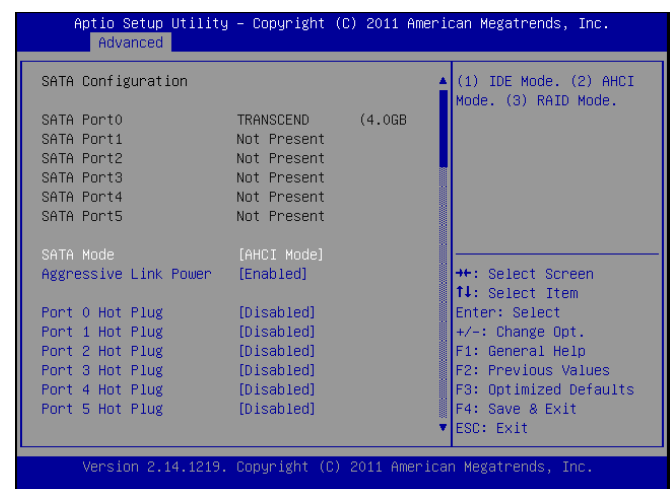 Aptio Setup Utility – Copyright (C) 2011 American Megatrends, Inc.
Advanced
SATA Configuration
SATA Port0 TRANSCEND (4.0GB
SATA Port1 Not Present
SATA Port2 Not Present
SATA Port3 Not Present
SATA Port4 Not Present
SATA Port5 Not Present
SATA Mode [AHCI Mode]
Aggressive Link Power [Enabled]
Port 0 Hot Plug [Disabled]
Port 1 Hot Plug [Disabled]
Port 2 Hot Plug [Disabled]
Port 3 Hot Plug [Disabled]
Port 4 Hot Plug [Disabled]
Port 5 Hot Plug [Disabled]
(1) IDE Mode. (2) AHCI
Mode. (3) RAID Mode.
→←: Select Screen
↑↓: Select Item
Enter: Select
+/-: Change Opt.
F1: General Help
F2: Previous Values
F3: Optimized Defaults
F4: Save & Exit
ESC: Exit
Version 2.14.1219. Copyright (C) 2011 American Megatrends, Inc.